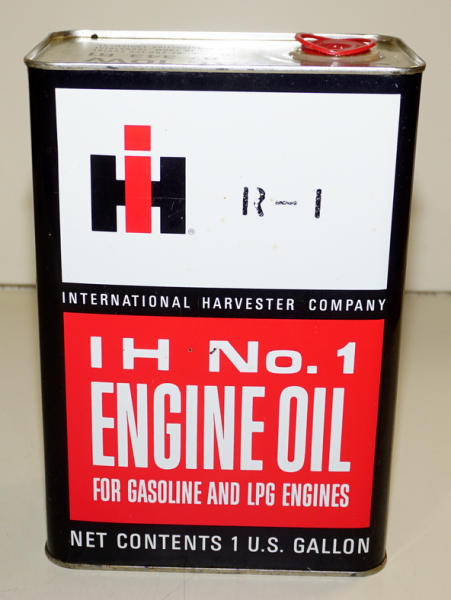 IH
®
R-1
INTERNATIONAL HARVESTER COMPANY
IH No.1
ENGINE OIL
FOR GASOLINE AND LPG ENGINES
NET CONTENTS 1 U.S. GALLON